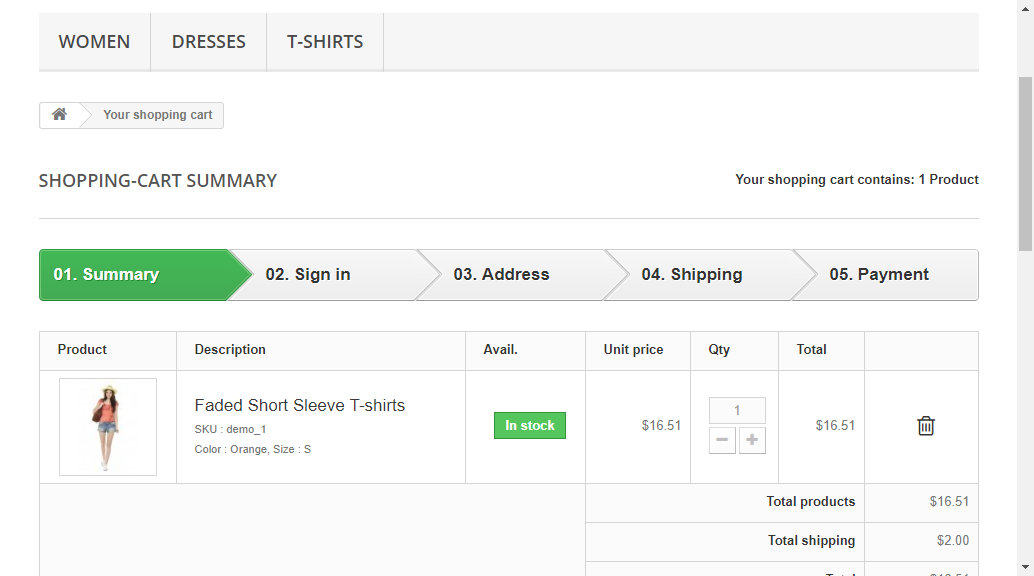 WOMEN DRESSES T-SHIRTS
Your shopping cart
SHOPPING-CART SUMMARY
Your shopping cart contains: 1 Product
01. Summary 02. Sign in 03. Address 04. Shipping 05. Payment
Product Description Avail. Unit price Qty Total
Faded Short Sleeve T-shirts
SKU : demo_1
Color : Orange, Size : S
In stock
$16.51
1
$16.51
Total products $16.51
Total shipping $2.00